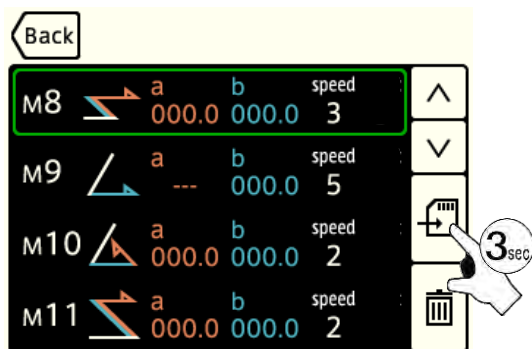 Back
M8 a 000.0 b 000.0 speed 3 :
M9 a --- b 000.0 speed 5 :
M10 a 000.0 b 000.0 speed 2 :
M11 a 000.0 b 000.0 speed 2 :
3sec